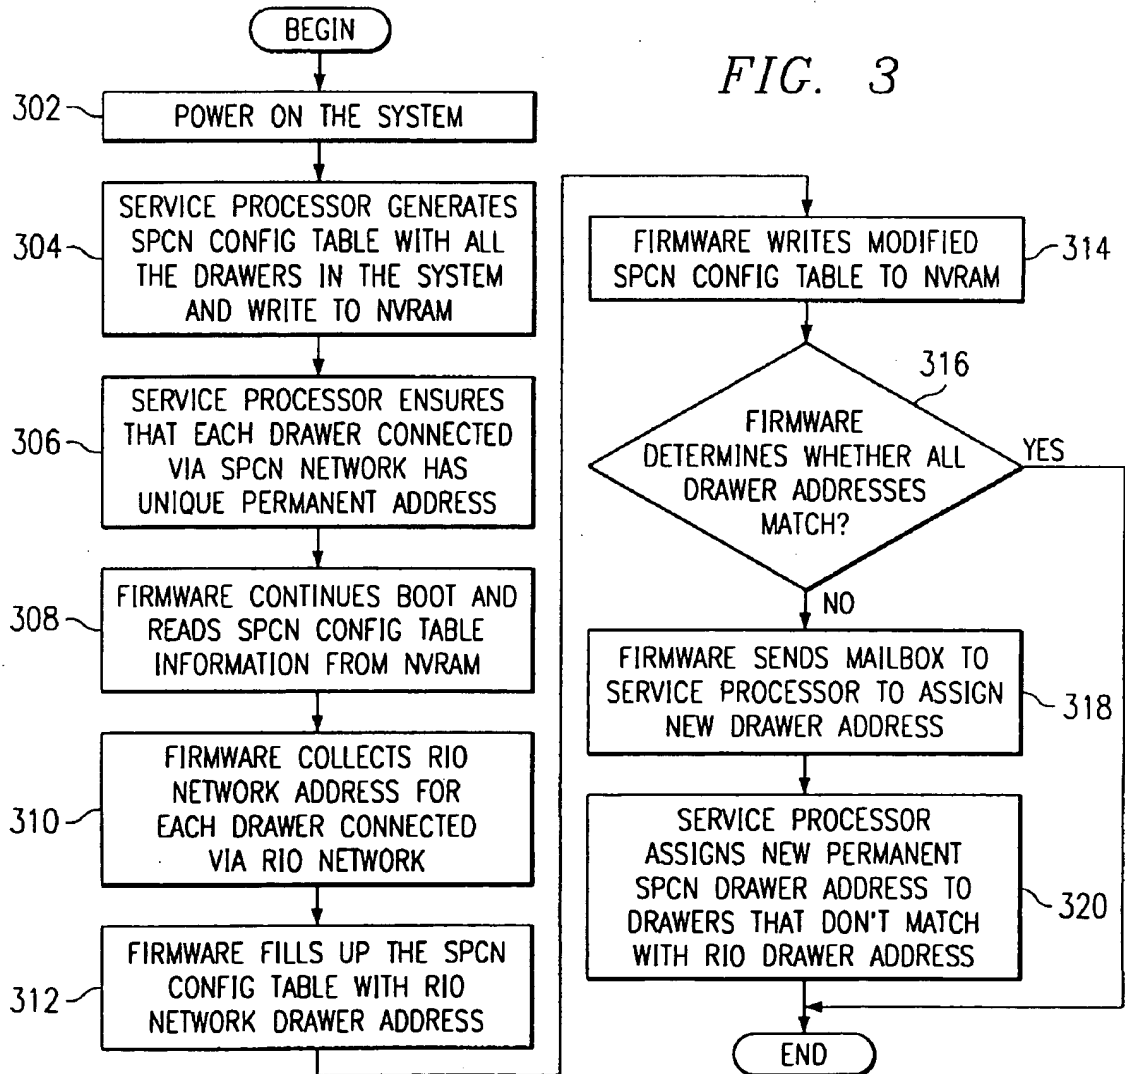 BEGIN
FIG. 3
302
POWER ON THE SYSTEM
304
SERVICE PROCESSOR GENERATES
SPCN CONFIG TABLE WITH ALL
THE DRAWERS IN THE SYSTEM
AND WRITE TO NVRAM
306
SERVICE PROCESSOR ENSURES
THAT EACH DRAWER CONNECTED
VIA SPCN NETWORK HAS
UNIQUE PERMANENT ADDRESS
308
FIRMWARE CONTINUES BOOT AND
READS SPCN CONFIG TABLE
INFORMATION FROM NVRAM
310
FIRMWARE COLLECTS RIO
NETWORK ADDRESS FOR
EACH DRAWER CONNECTED
VIA RIO NETWORK
312
FIRMWARE FILLS UP THE SPCN
CONFIG TABLE WITH RIO
NETWORK DRAWER ADDRESS
FIRMWARE WRITES MODIFIED
SPCN CONFIG TABLE TO NVRAM
314
316
FIRMWARE
DETERMINES WHETHER ALL
DRAWER ADDRESSES
MATCH?
YES
NO
FIRMWARE SENDS MAILBOX TO
SERVICE PROCESSOR TO ASSIGN
NEW DRAWER ADDRESS
318
SERVICE PROCESSOR
ASSIGNS NEW PERMANENT
SPCN DRAWER ADDRESS TO
DRAWERS THAT DON'T MATCH
WITH RIO DRAWER ADDRESS
320
END